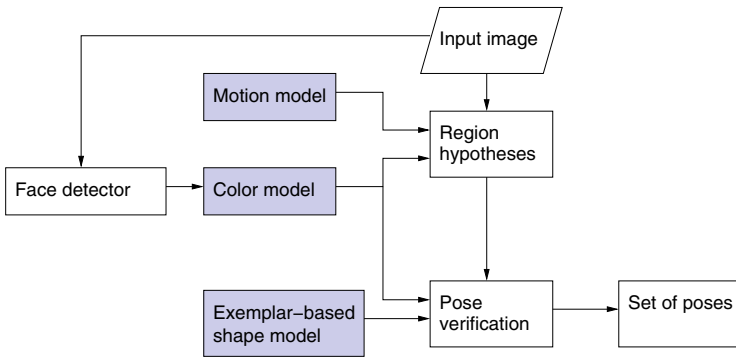 Input image
Motion model
Region
hypotheses
Face detector
Color model
Exemplar−based
shape model
Pose
verification
Set of poses